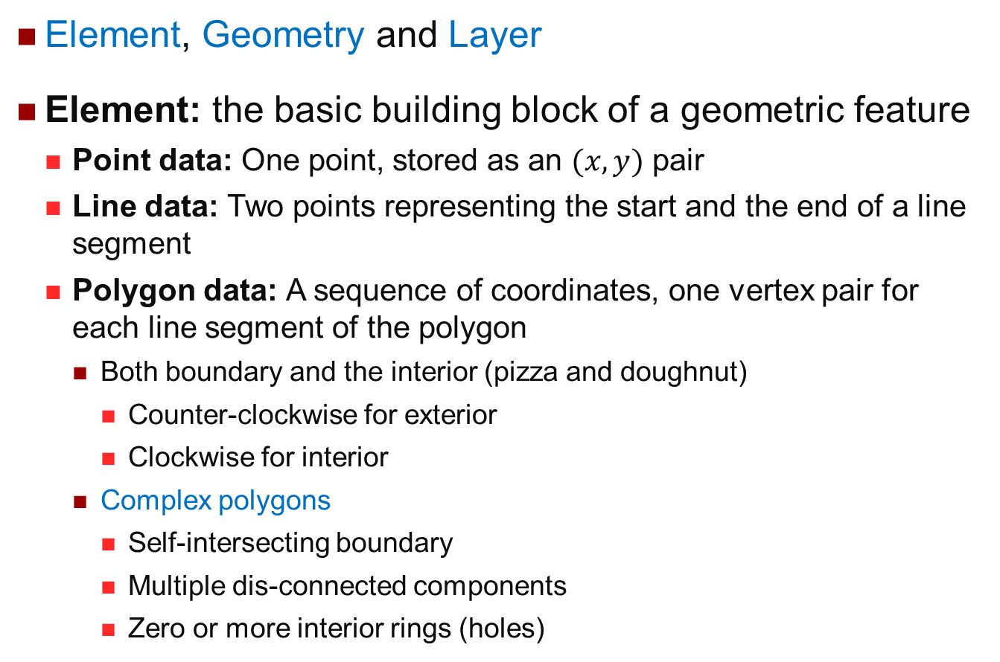 Element, Geometry and Layer
Element: the basic building block of a geometric feature
Point data: One point, stored as an (x, y) pair
Line data: Two points representing the start and the end of a line
segment
Polygon data: A sequence of coordinates, one vertex pair for
each line segment of the polygon
Both boundary and the interior (pizza and doughnut)
Counter-clockwise for exterior
Clockwise for interior
Complex polygons
Self-intersecting boundary
Multiple dis-connected components
Zero or more interior rings (holes)